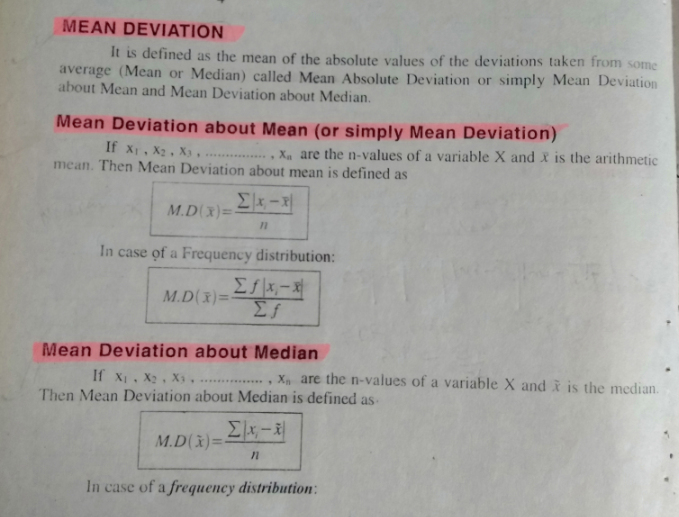 MEAN DEVIATION
It is defined as the mean of the absolute values of the deviations taken from some
average (Mean or Median) called Mean Absolute Deviation or simply Mean Deviation
about Mean and Mean Deviation about Median.
Mean Deviation about Mean (or simply Mean Deviation)
If x₁ , x₂ , x₃ , ............... , xₙ are the n-values of a variable X and x̄ is the arithmetic
mean. Then Mean Deviation about mean is defined as
M.D(x̄)= ∑|xᵢ−x̄| / n
In case of a Frequency distribution:
M.D(x̄)= ∑f|xᵢ−x̄| / ∑f
Mean Deviation about Median
If x₁ , x₂ , x₃ , ............... , xₙ are the n-values of a variable X and x̃ is the median.
Then Mean Deviation about Median is defined as
M.D(x̃)= ∑|xᵢ−x̃| / n
In case of a frequency distribution: